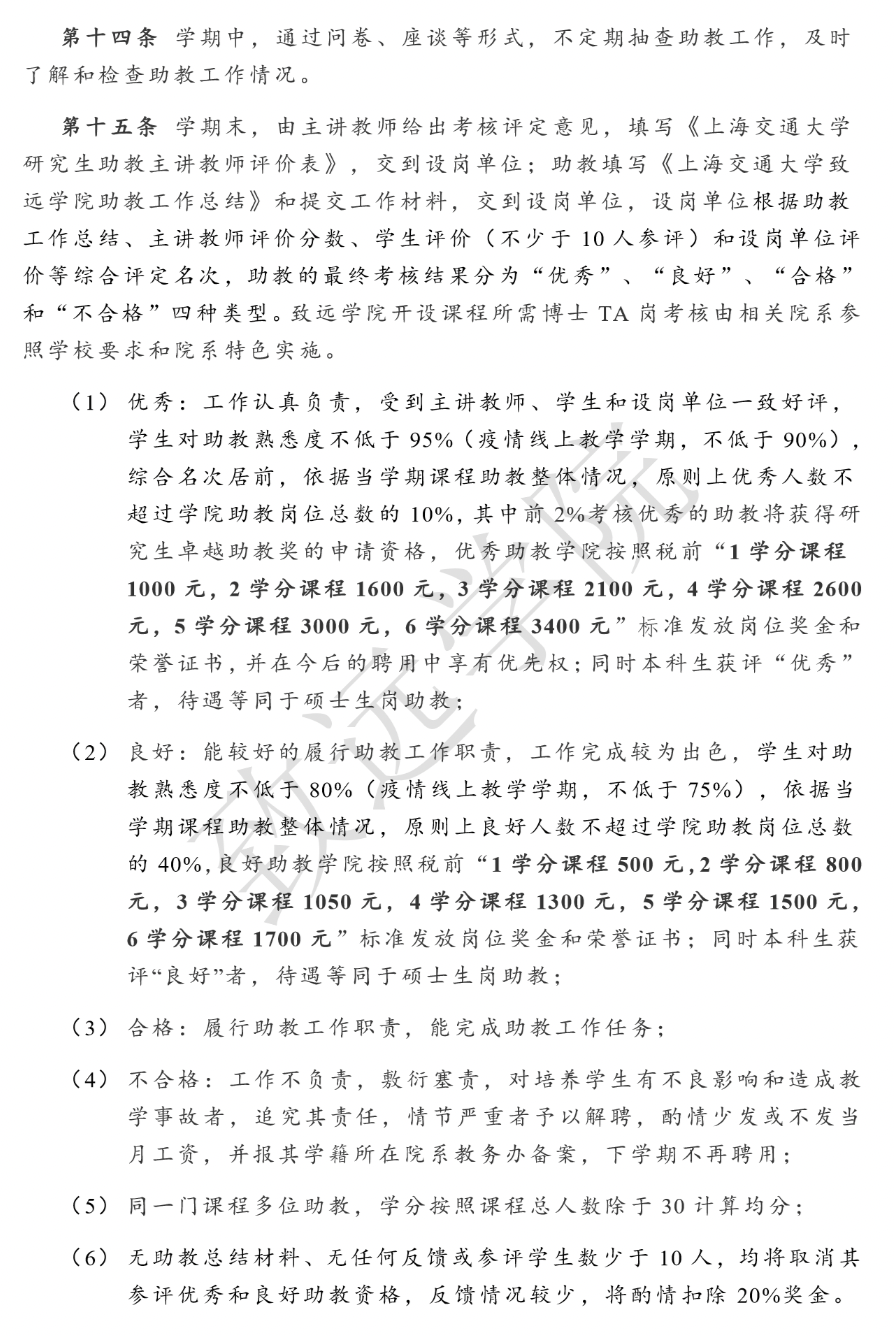 第十四条 学期中，通过问卷、座谈等形式，不定期抽查助教工作，及时
了解和检查助教工作情况。
第十五条 学期末，由主讲教师给出考核评定意见，填写《上海交通大学
研究生助教主讲教师评价表》，交到设岗单位；助教填写《上海交通大学致
远学院助教工作总结》和提交工作材料，交到设岗单位，设岗单位根据助教
工作总结、主讲教师评价分数、学生评价（不少于 10 人参评）和设岗单位评
价等综合评定名次，助教的最终考核结果分为“优秀”、“良好”、“合格”
和“不合格”四种类型。致远学院开设课程所需博士 TA 岗考核由相关院系参
照学校要求和院系特色实施。
（1） 优秀：工作认真负责，受到主讲教师、学生和设岗单位一致好评，
学生对助教熟悉度不低于 95%（疫情线上教学学期，不低于 90%），
综合名次居前，依据当学期课程助教整体情况，原则上优秀人数不
超过学院助教岗位总数的 10%，其中前 2%考核优秀的助教将获得研
究生卓越助教奖的申请资格，优秀助教学院按照税前“1 学分课程
1000 元，2 学分课程 1600 元，3 学分课程 2100 元，4 学分课程 2600
元，5 学分课程 3000 元，6 学分课程 3400 元”标准发放岗位奖金和
荣誉证书，并在今后的聘用中享有优先权；同时本科生获评“优秀”
者，待遇等同于硕士生岗助教；
（2） 良好：能较好的履行助教工作职责，工作完成较为出色，学生对助
教熟悉度不低于 80%（疫情线上教学学期，不低于 75%），依据当
学期课程助教整体情况，原则上良好人数不超过学院助教岗位总数
的 40%，良好助教学院按照税前“1 学分课程 500 元，2 学分课程 800
元，3 学分课程 1050 元，4 学分课程 1300 元，5 学分课程 1500 元，
6 学分课程 1700 元”标准发放岗位奖金和荣誉证书；同时本科生获
评“良好”者，待遇等同于硕士生岗助教；
（3） 合格：履行助教工作职责，能完成助教工作任务；
（4） 不合格：工作不负责，敷衍塞责，对培养学生有不良影响和造成教
学事故者，追究其责任，情节严重者予以解聘，酌情少发或不发当
月工资，并报其学籍所在院系教务办备案，下学期不再聘用；
（5） 同一门课程多位助教，学分按照课程总人数除于 30 计算均分；
（6） 无助教总结材料、无任何反馈或参评学生数少于 10 人，均将取消其
参评优秀和良好助教资格，反馈情况较少，将酌情扣除 20%奖金。
致远学院